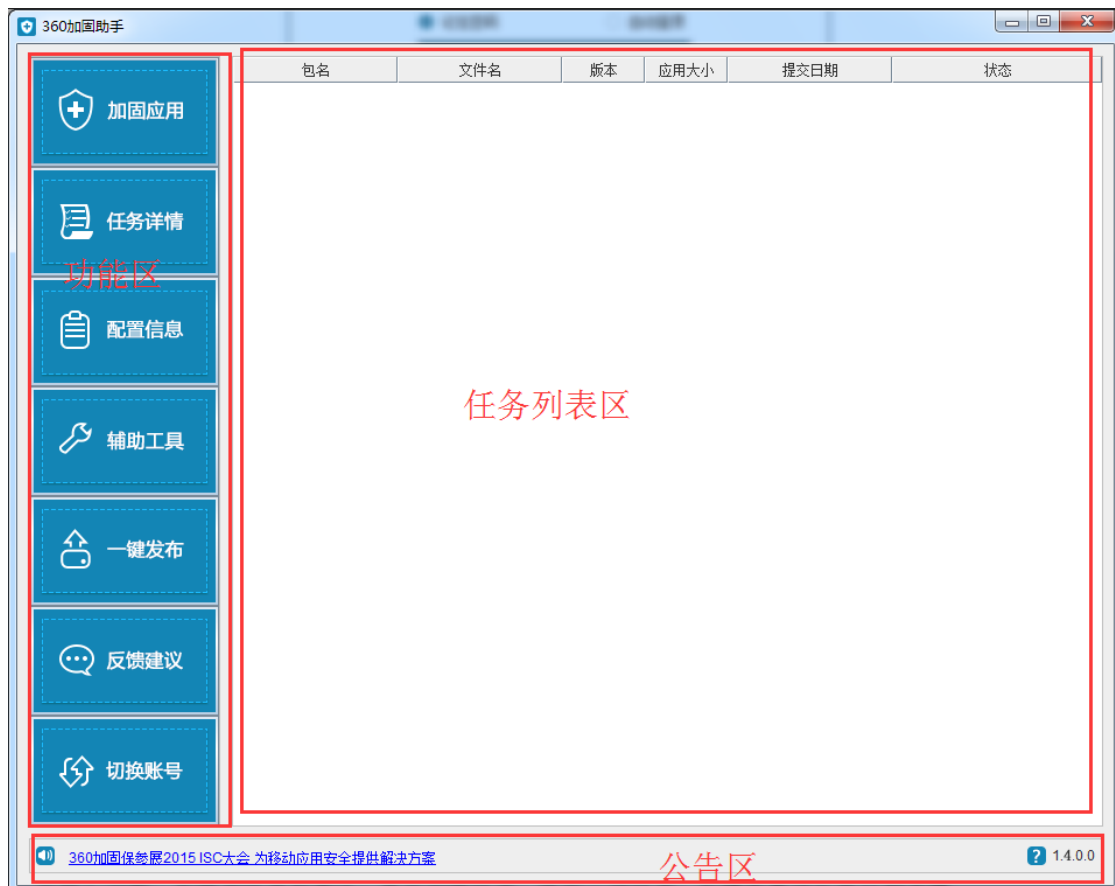 360加固助手
包名 文件名 版本 应用大小 提交日期 状态
加固应用
任务详情
功能区
配置信息
任务列表区
辅助工具
一键发布
反馈建议
切换账号
360加固保参展2015 ISC大会 为移动应用安全提供解决方案
公告区
1.4.0.0